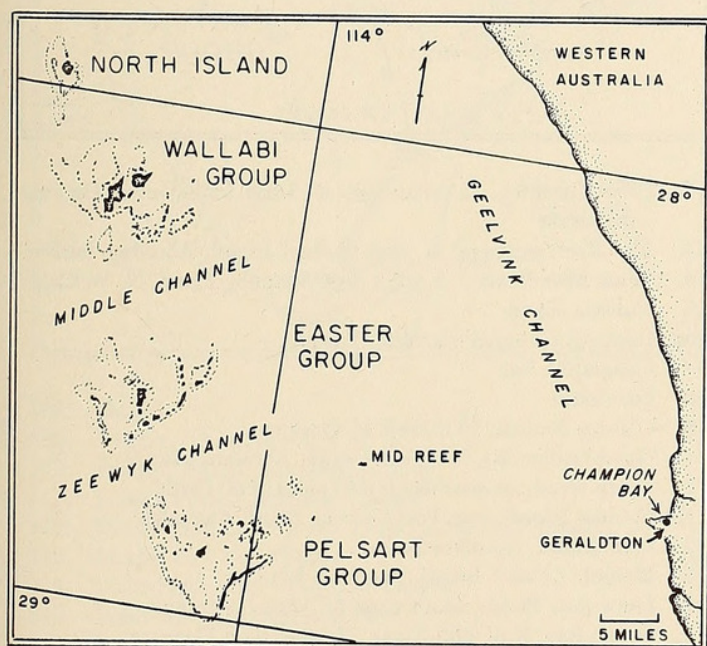 NORTH ISLAND
114°
N
WESTERN
AUSTRALIA
WALLABI
GROUP
28°
GEELVINK CHANNEL
MIDDLE CHANNEL
EASTER
GROUP
ZEEWYK CHANNEL
MID REEF
CHAMPION
BAY
GERALDTON
PELSART
GROUP
29°
5 MILES